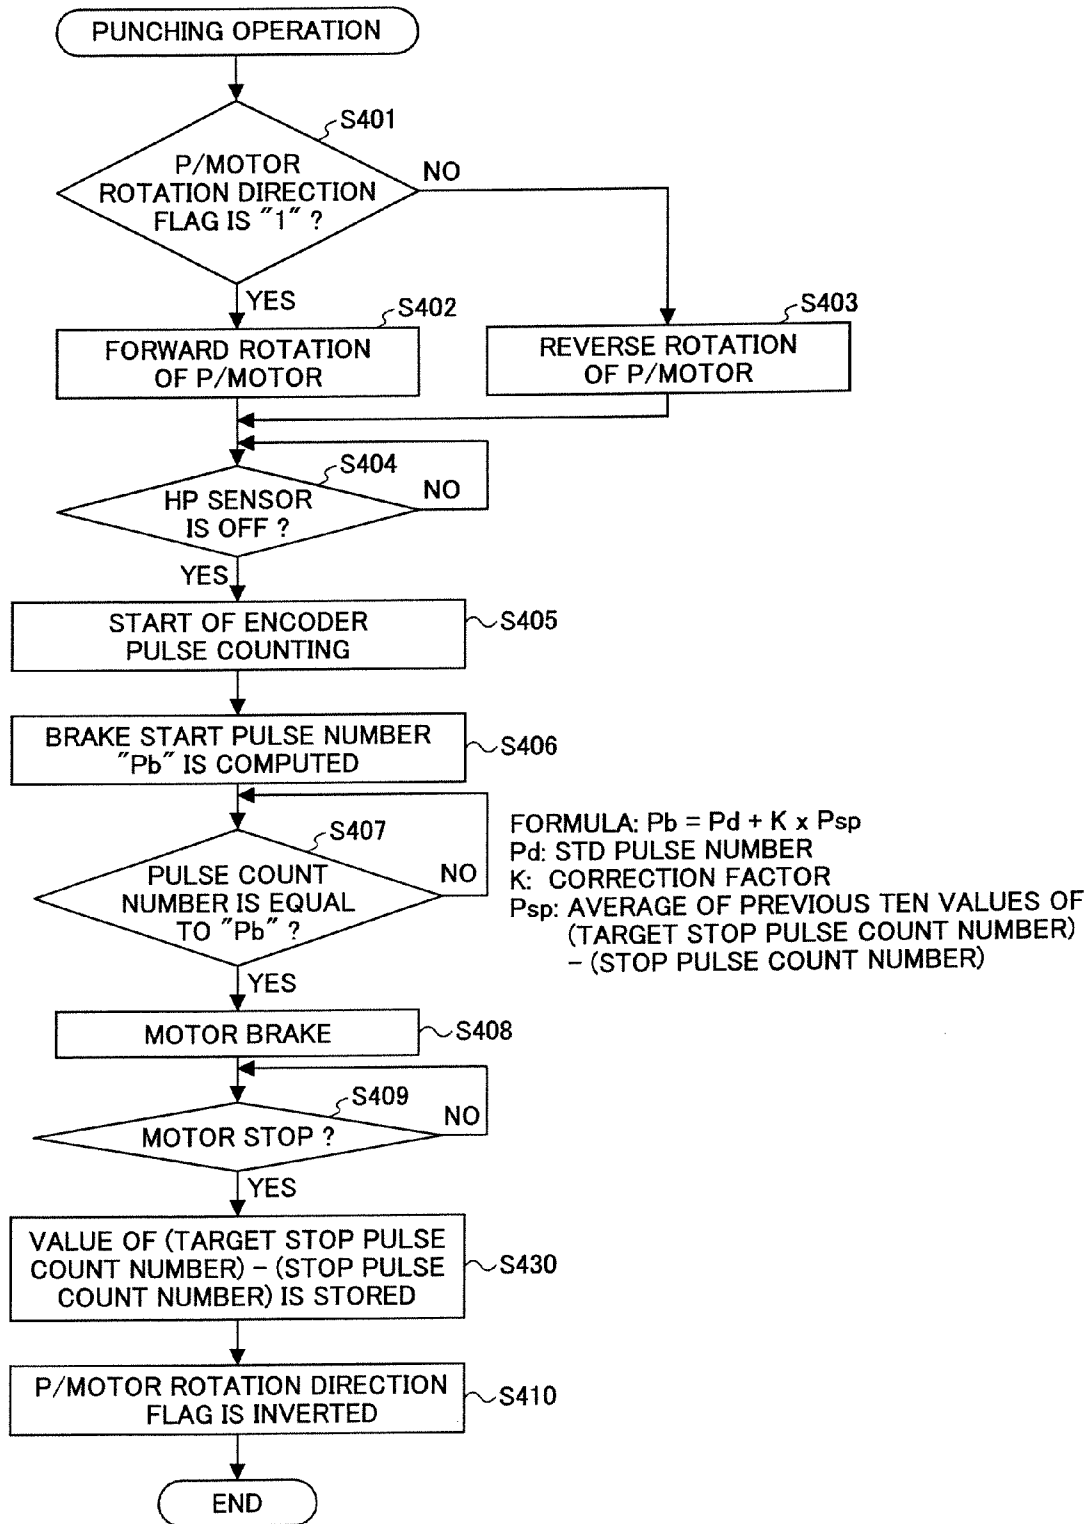 PUNCHING OPERATION
S401
P/MOTOR
ROTATION DIRECTION
FLAG IS "1" ?
NO
YES
S402
FORWARD ROTATION
OF P/MOTOR
S403
REVERSE ROTATION
OF P/MOTOR
S404
HP SENSOR
IS OFF ?
NO
YES
START OF ENCODER
PULSE COUNTING
S405
BRAKE START PULSE NUMBER
"Pb" IS COMPUTED
S406
S407
PULSE COUNT
NUMBER IS EQUAL
TO "Pb" ?
NO
YES
FORMULA: Pb = Pd + K x Psp
Pd: STD PULSE NUMBER
K: CORRECTION FACTOR
Psp: AVERAGE OF PREVIOUS TEN VALUES OF
(TARGET STOP PULSE COUNT NUMBER)
- (STOP PULSE COUNT NUMBER)
MOTOR BRAKE
S408
S409
MOTOR STOP ?
NO
YES
VALUE OF (TARGET STOP PULSE
COUNT NUMBER) - (STOP PULSE
COUNT NUMBER) IS STORED
S430
P/MOTOR ROTATION DIRECTION
FLAG IS INVERTED
S410
END